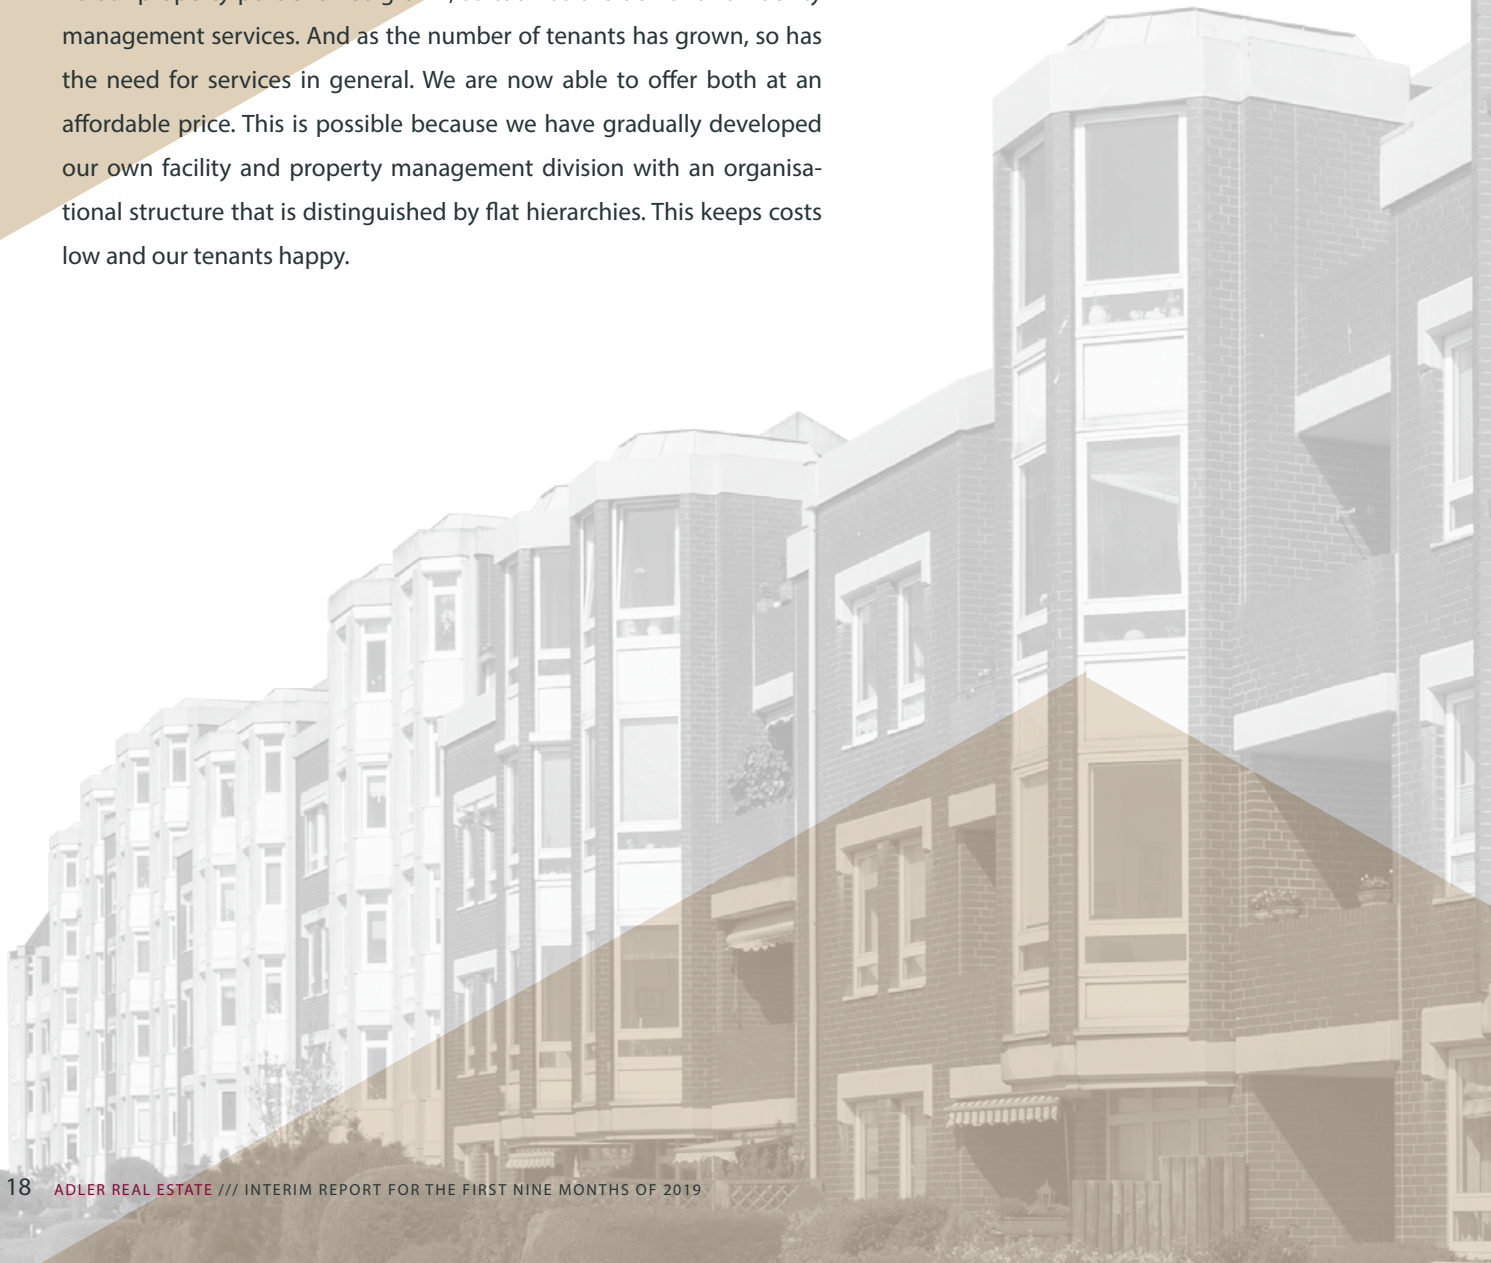 management services. And as the number of tenants has grown, so has
the need for services in general. We are now able to offer both at an
affordable price. This is possible because we have gradually developed
our own facility and property management division with an organisa-
tional structure that is distinguished by flat hierarchies. This keeps costs
low and our tenants happy.
18 ADLER REAL ESTATE /// INTERIM REPORT FOR THE FIRST NINE MONTHS OF 2019